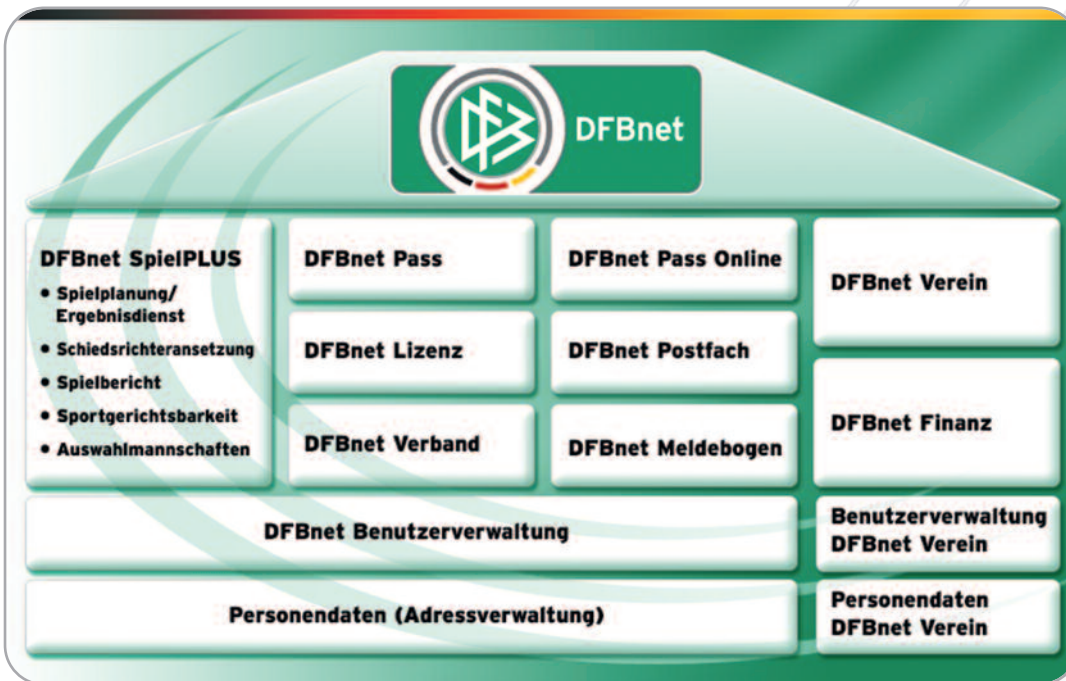 DFB
DFBnet
DFBnet SpielPLUS
• Spielplanung/
Ergebnisdienst
• Schiedsrichteransetzung
• Spielbericht
• Sportgerichtsbarkeit
• Auswahlmannschaften
DFBnet Pass
DFBnet Lizenz
DFBnet Verband
DFBnet Pass Online
DFBnet Postfach
DFBnet Meldebogen
DFBnet Verein
DFBnet Finanz
DFBnet Benutzerverwaltung
Benutzerverwaltung
DFBnet Verein
Personendaten (Adressverwaltung)
Personendaten
DFBnet Verein